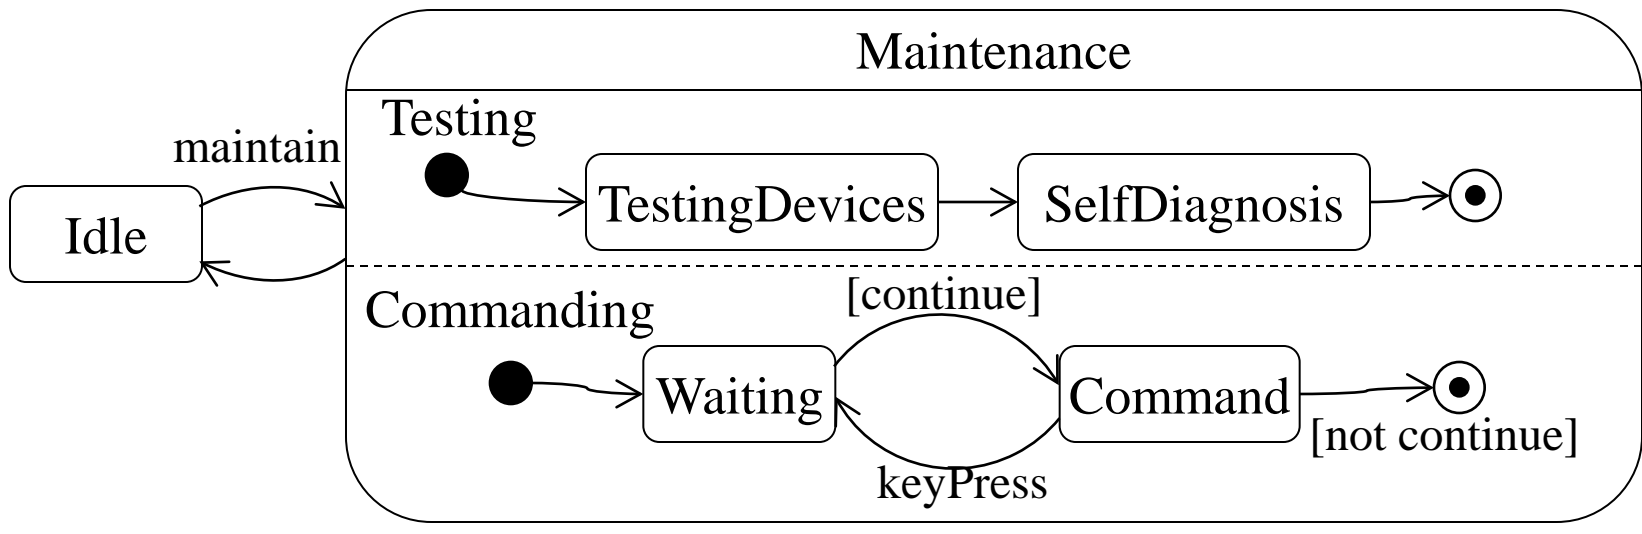 Maintenance
Testing
maintain
TestingDevices
SelfDiagnosis
Idle
[continue]
Commanding
Waiting
Command
[not continue]
keyPress